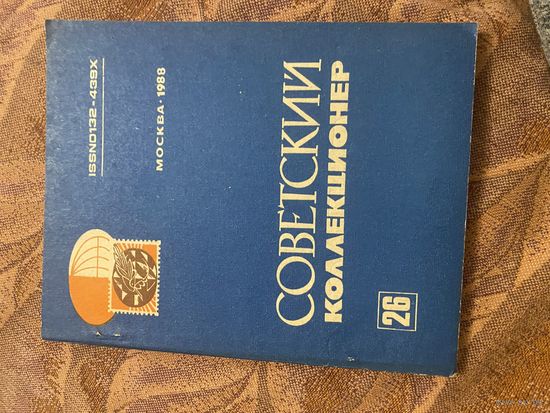 ISSN0132-439X
МОСКВА·1988
СОВЕТСКИЙ
КОЛЛЕКЦИОНЕР
26